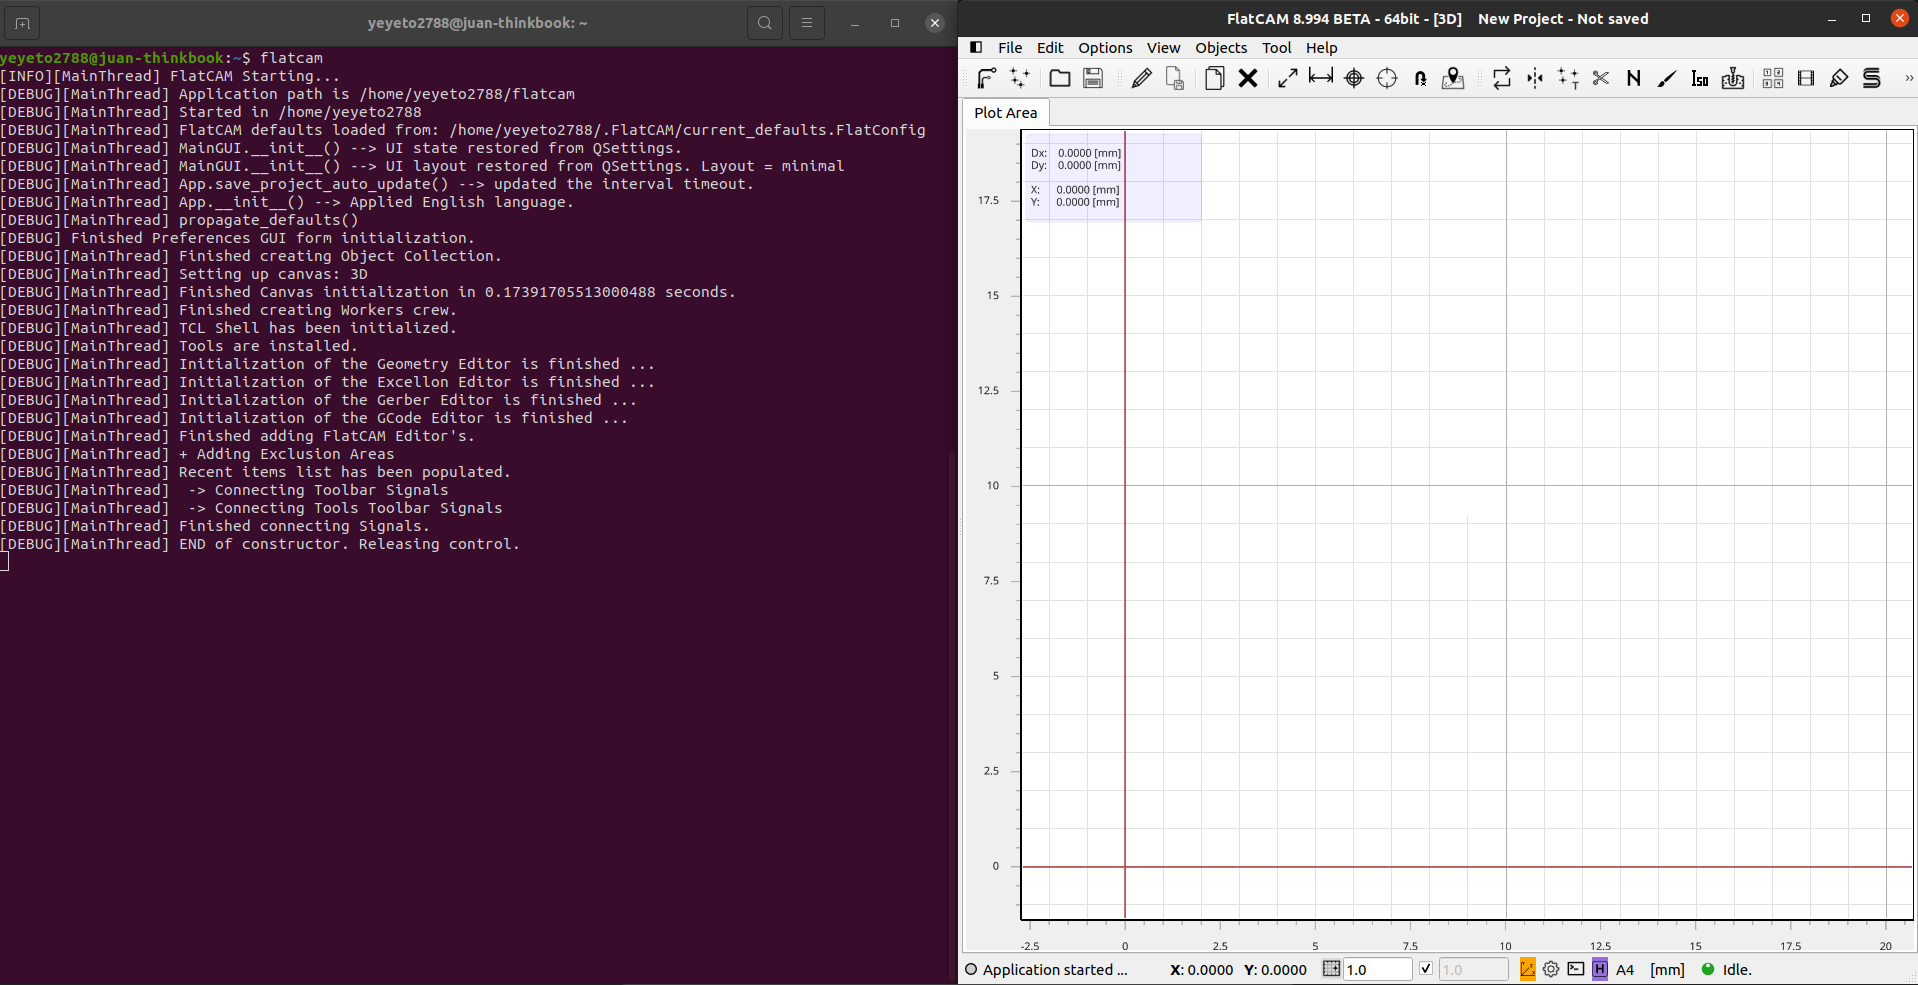 yeyeto2788@juan-thinkbook: ~
yeyeto2788@juan-thinkbook:~$ flatcam
[INFO][MainThread] FlatCAM Starting...
[DEBUG][MainThread] Application path is /home/yeyeto2788/flatcam
[DEBUG][MainThread] Started in /home/yeyeto2788
[DEBUG][MainThread] FlatCAM defaults loaded from: /home/yeyeto2788/.FlatCAM/current_defaults.FlatConfig
[DEBUG][MainThread] MainGUI.__init__() --> UI state restored from QSettings.
[DEBUG][MainThread] MainGUI.__init__() --> UI layout restored from QSettings. Layout = minimal
[DEBUG][MainThread] App.save_project_auto_update() --> updated the interval timeout.
[DEBUG][MainThread] App.__init__() --> Applied English language.
[DEBUG][MainThread] propagate_defaults()
[DEBUG] Finished Preferences GUI form initialization.
[DEBUG][MainThread] Finished creating Object Collection.
[DEBUG][MainThread] Setting up canvas: 3D
[DEBUG][MainThread] Finished Canvas initialization in 0.17391705513000488 seconds.
[DEBUG][MainThread] Finished creating Workers crew.
[DEBUG][MainThread] TCL Shell has been initialized.
[DEBUG][MainThread] Tools are installed.
[DEBUG][MainThread] Initialization of the Geometry Editor is finished ...
[DEBUG][MainThread] Initialization of the Excellon Editor is finished ...
[DEBUG][MainThread] Initialization of the Gerber Editor is finished ...
[DEBUG][MainThread] Initialization of the GCode Editor is finished ...
[DEBUG][MainThread] Finished adding FlatCAM Editor's.
[DEBUG][MainThread] + Adding Exclusion Areas
[DEBUG][MainThread] Recent items list has been populated.
[DEBUG][MainThread]  -> Connecting Toolbar Signals
[DEBUG][MainThread]  -> Connecting Tools Toolbar Signals
[DEBUG][MainThread] Finished connecting Signals.
[DEBUG][MainThread] END of constructor. Releasing control.
FlatCAM 8.994 BETA - 64bit - [3D] New Project - Not saved
File Edit Options View Objects Tool Help
N Iso
Plot Area
Dx: 0.0000 [mm]
Dy: 0.0000 [mm]
X: 0.0000 [mm]
Y: 0.0000 [mm]
17.5
15
12.5
10
7.5
5
2.5
0
-2.5 0 2.5 5 7.5 10 12.5 15 17.5 20
Application started ... X: 0.0000 Y: 0.0000 1.0 1.0 H A4 [mm] Idle.